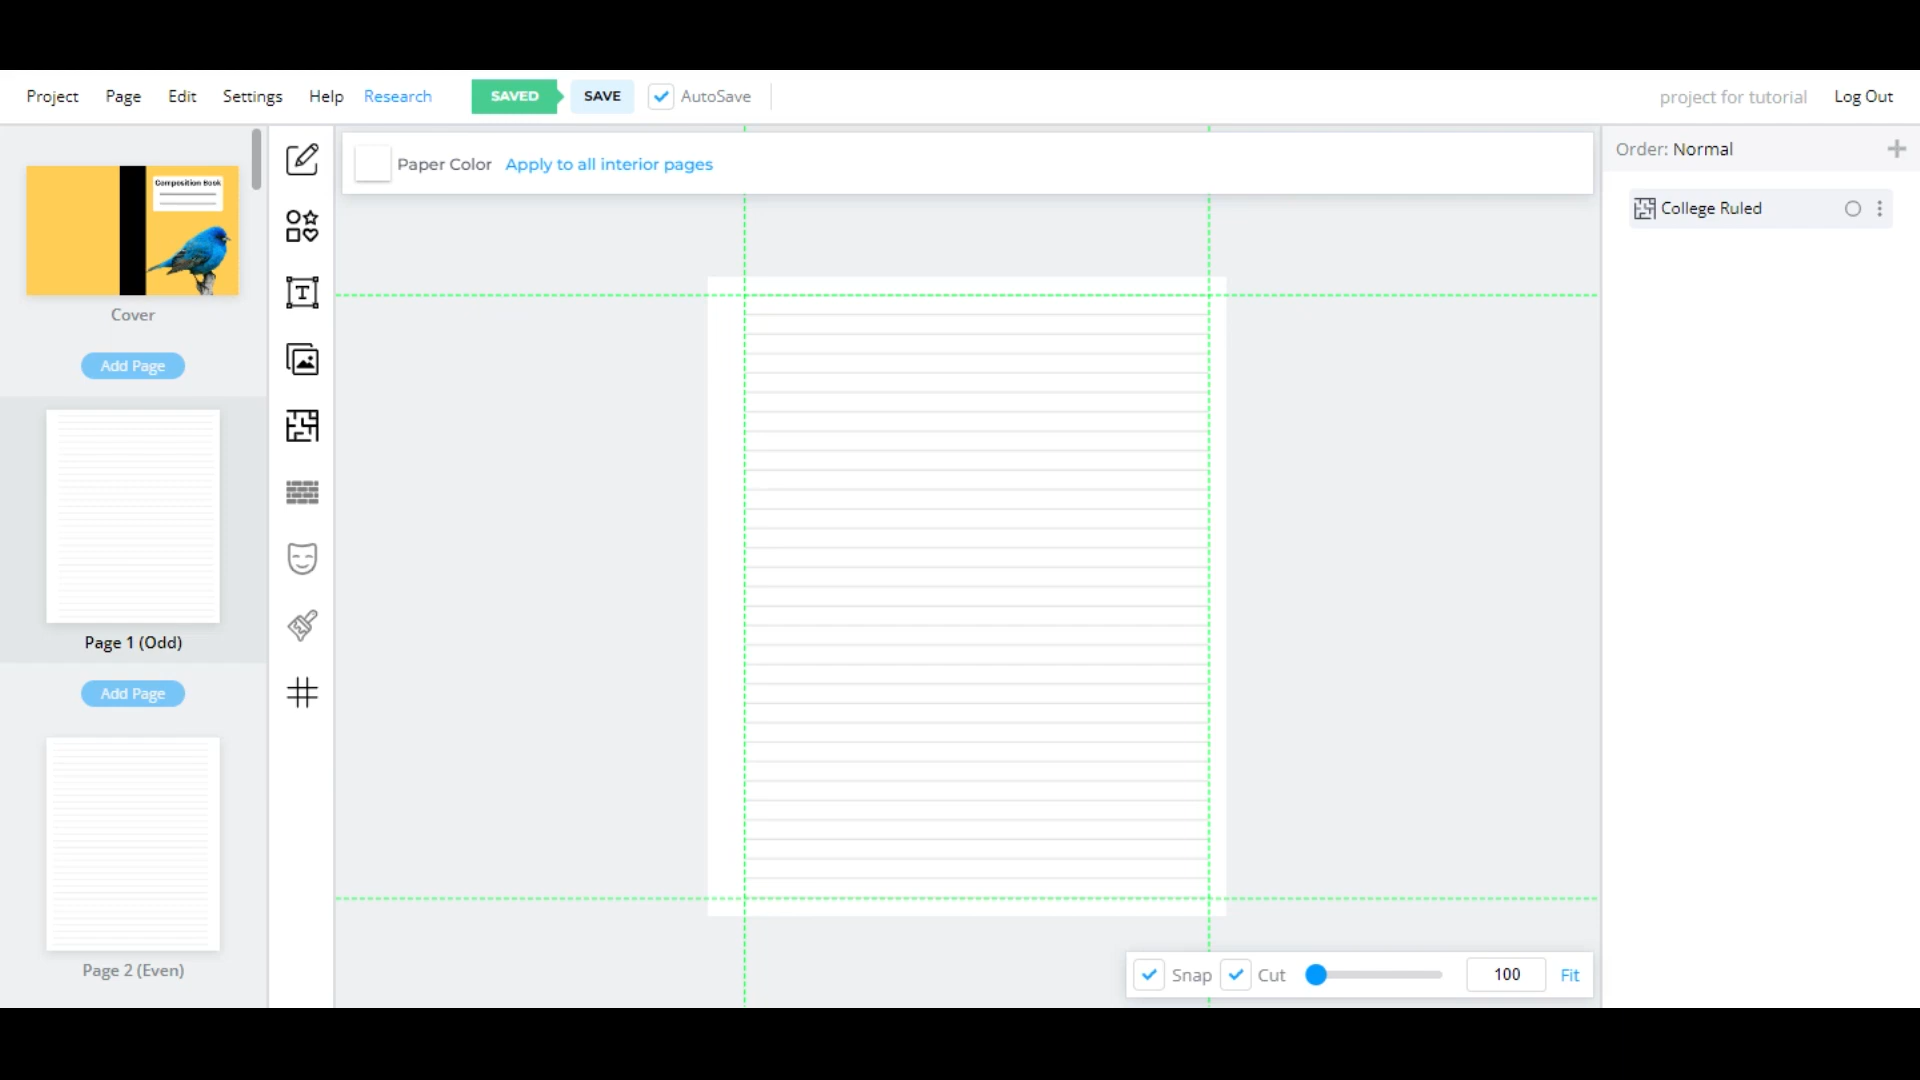 Project Page Edit Settings Help Research SAVED SAVE AutoSave project for tutorial Log Out
Composition Book
Cover
Add Page
Page 1 (Odd)
Add Page
Page 2 (Even)
Paper Color Apply to all interior pages
T
Snap Cut 100 Fit
Order: Normal
College Ruled